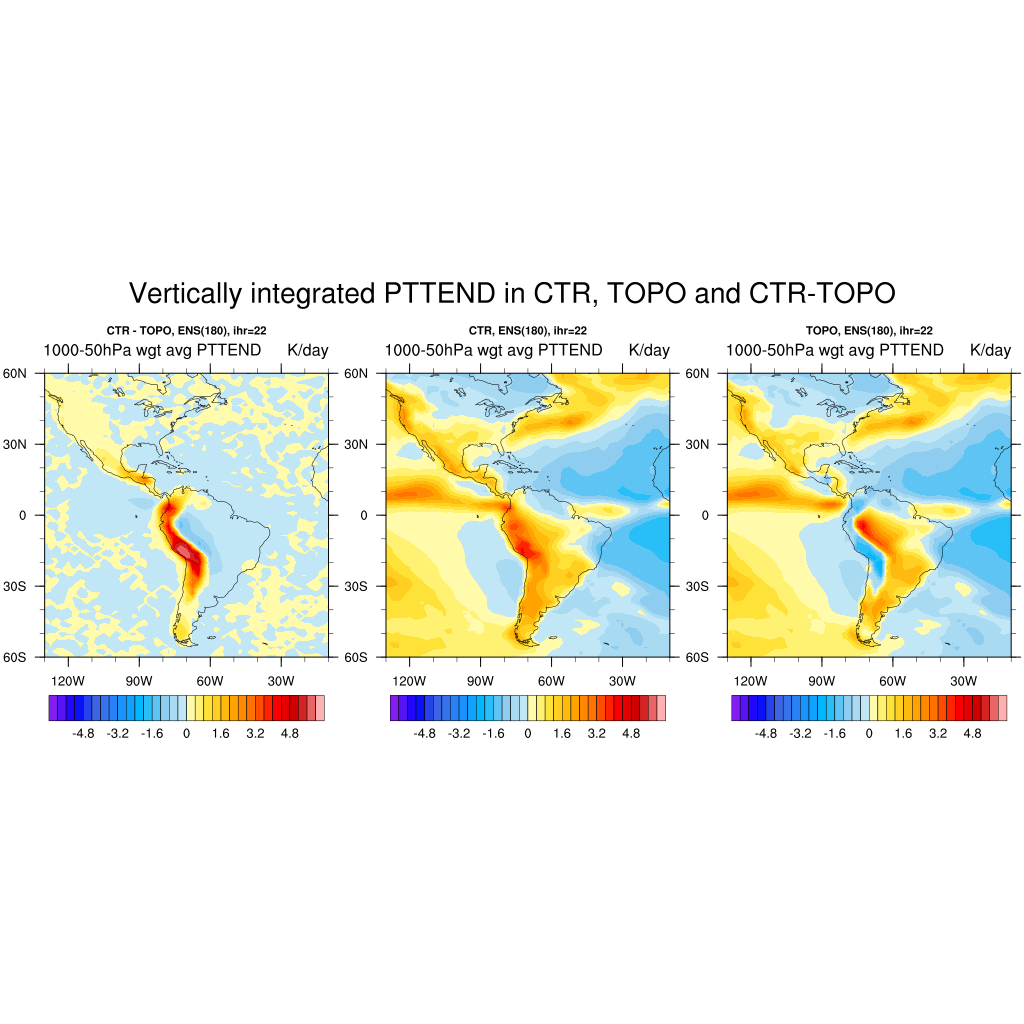 Vertically integrated PTTEND in CTR, TOPO and CTR-TOPO
CTR - TOPO, ENS(180), ihr=22
1000-50hPa wgt avg PTTEND K/day
60N
30N
0
30S
60S
120W 90W 60W 30W
-4.8 -3.2 -1.6 0 1.6 3.2 4.8
CTR, ENS(180), ihr=22
1000-50hPa wgt avg PTTEND K/day
60N
30N
0
30S
60S
120W 90W 60W 30W
-4.8 -3.2 -1.6 0 1.6 3.2 4.8
TOPO, ENS(180), ihr=22
1000-50hPa wgt avg PTTEND K/day
60N
30N
0
30S
60S
120W 90W 60W 30W
-4.8 -3.2 -1.6 0 1.6 3.2 4.8